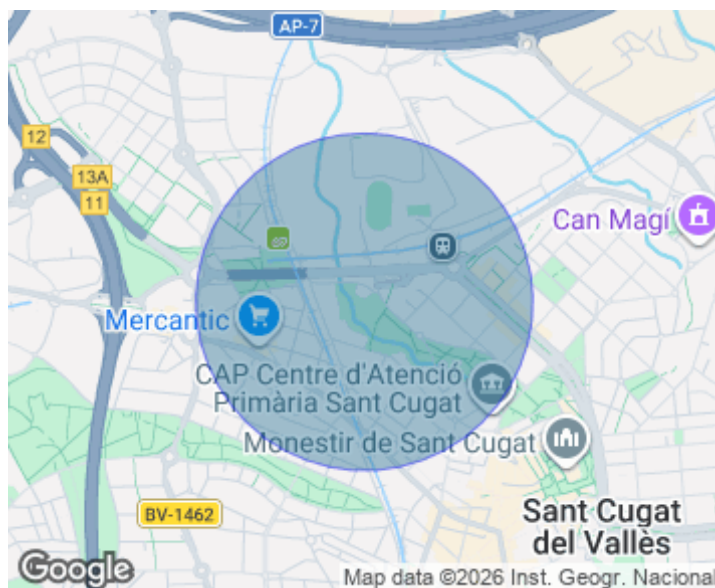 AP-7
12
13A
11
Can Magí
Mercantic
CAP Centre d'Atenció
Primària Sant Cugat
Monestir de Sant Cugat
BV-1462
Sant Cugat
del Vallès
Google
Map data ©2026 Inst. Geogr. Nacional